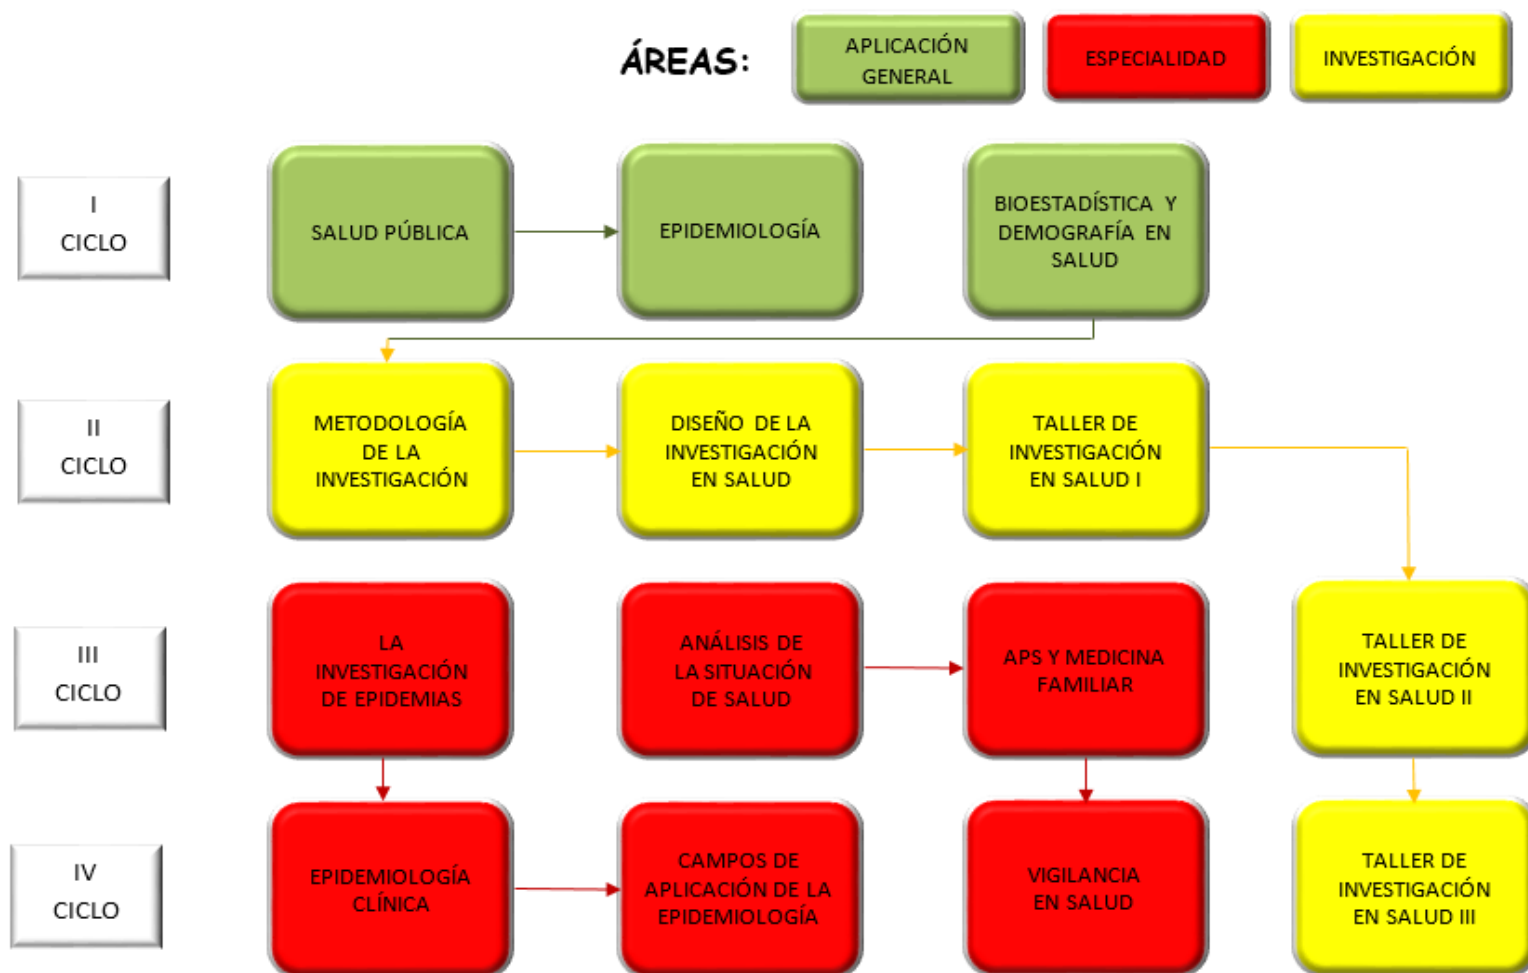 ÁREAS:
APLICACIÓN
GENERAL
ESPECIALIDAD
INVESTIGACIÓN
I
CICLO
SALUD PÚBLICA
EPIDEMIOLOGÍA
BIOESTADÍSTICA Y
DEMOGRAFÍA EN
SALUD
II
CICLO
METODOLOGÍA
DE LA
INVESTIGACIÓN
DISEÑO DE LA
INVESTIGACIÓN
EN SALUD
TALLER DE
INVESTIGACIÓN
EN SALUD I
III
CICLO
LA
INVESTIGACIÓN
DE EPIDEMIAS
ANÁLISIS DE
LA SITUACIÓN
DE SALUD
APS Y MEDICINA
FAMILIAR
TALLER DE
INVESTIGACIÓN
EN SALUD II
IV
CICLO
EPIDEMIOLOGÍA
CLÍNICA
CAMPOS DE
APLICACIÓN DE LA
EPIDEMIOLOGÍA
VIGILANCIA
EN SALUD
TALLER DE
INVESTIGACIÓN
EN SALUD III